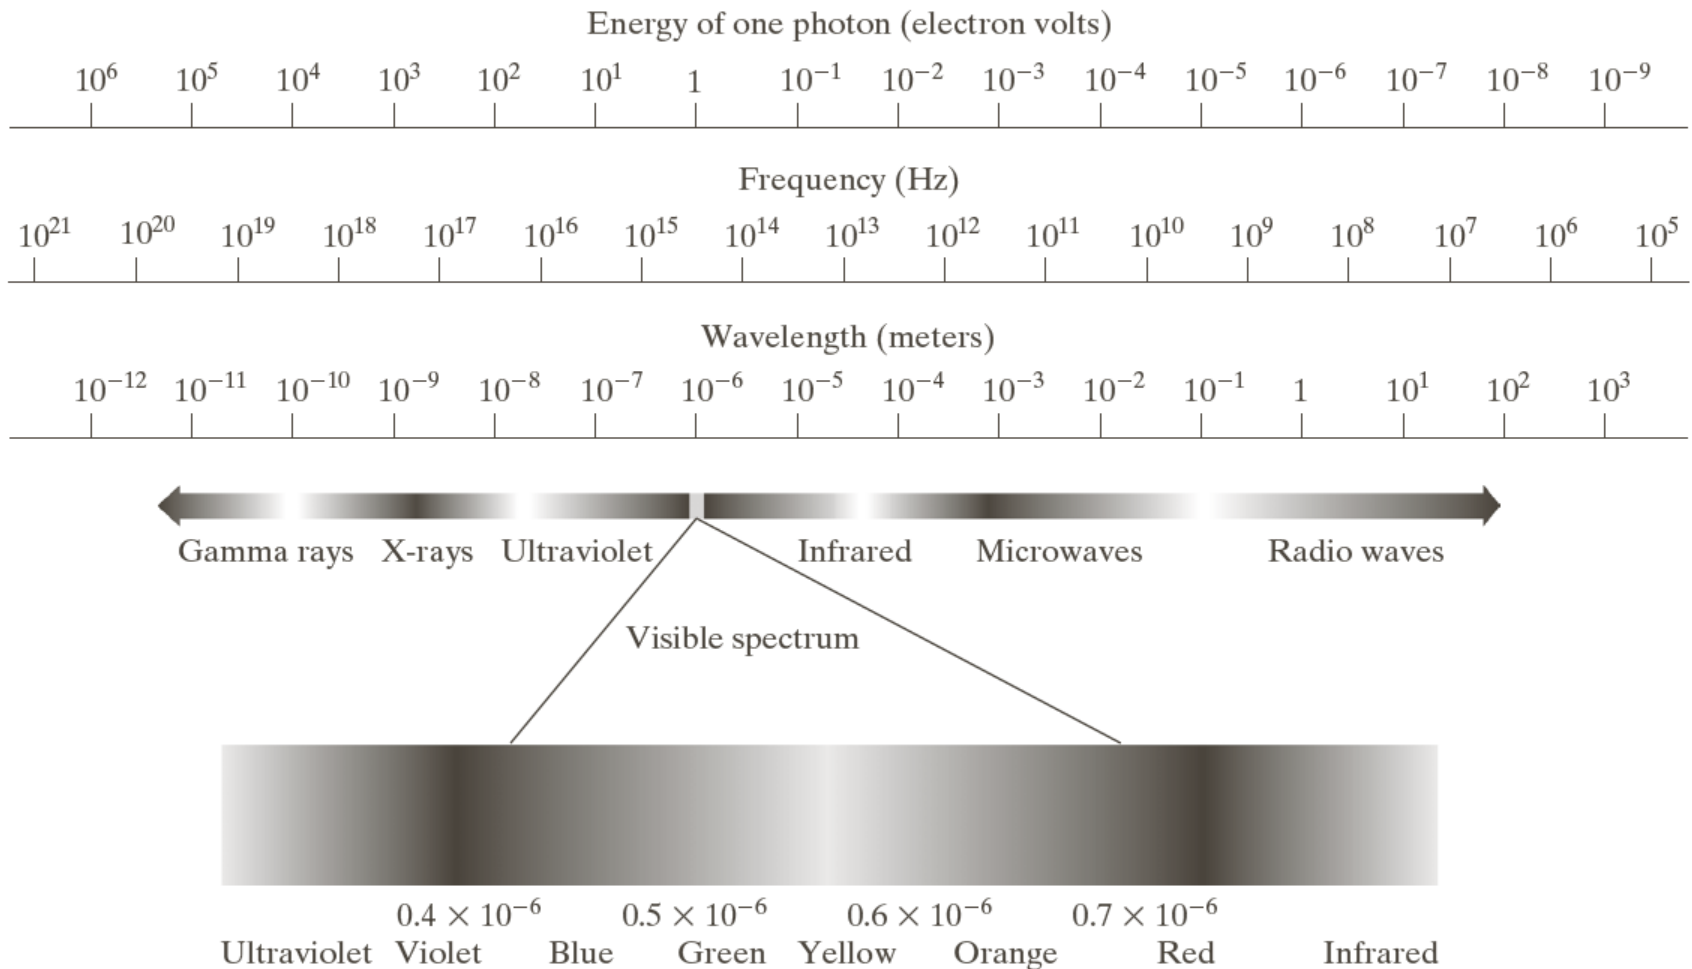 Energy of one photon (electron volts)
10⁶ 10⁵ 10⁴ 10³ 10² 10¹ 1 10⁻¹ 10⁻² 10⁻³ 10⁻⁴ 10⁻⁵ 10⁻⁶ 10⁻⁷ 10⁻⁸ 10⁻⁹
Frequency (Hz)
10²¹ 10²⁰ 10¹⁹ 10¹⁸ 10¹⁷ 10¹⁶ 10¹⁵ 10¹⁴ 10¹³ 10¹² 10¹¹ 10¹⁰ 10⁹ 10⁸ 10⁷ 10⁶ 10⁵
Wavelength (meters)
10⁻¹² 10⁻¹¹ 10⁻¹⁰ 10⁻⁹ 10⁻⁸ 10⁻⁷ 10⁻⁶ 10⁻⁵ 10⁻⁴ 10⁻³ 10⁻² 10⁻¹ 1 10¹ 10² 10³
Gamma rays X-rays Ultraviolet Infrared Microwaves Radio waves
Visible spectrum
0.4 × 10⁻⁶ 0.5 × 10⁻⁶ 0.6 × 10⁻⁶ 0.7 × 10⁻⁶
Ultraviolet Violet Blue Green Yellow Orange Red Infrared